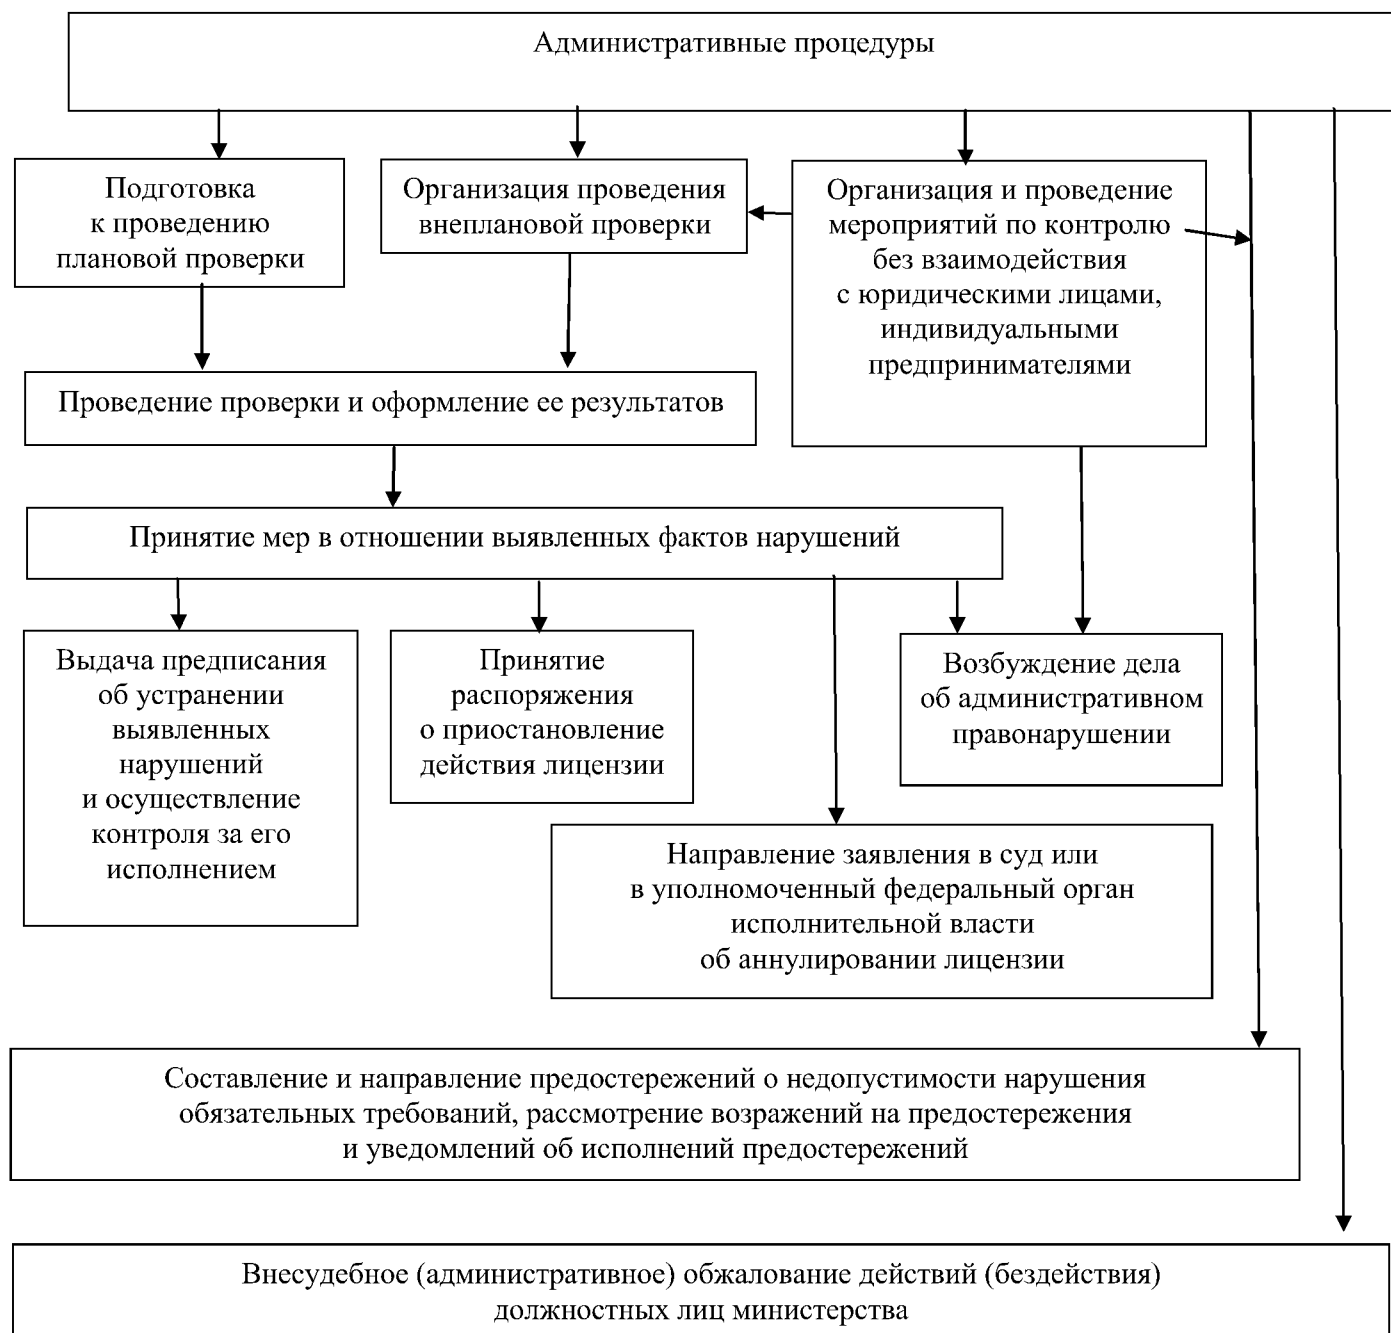 Административные процедуры
Подготовка
к проведению
плановой проверки
Организация проведения
внеплановой проверки
Организация и проведение
мероприятий по контролю
без взаимодействия
с юридическими лицами,
индивидуальными
предпринимателями
Проведение проверки и оформление ее результатов
Принятие мер в отношении выявленных фактов нарушений
Выдача предписания
об устранении
выявленных
нарушений
и осуществление
контроля за его
исполнением
Принятие
распоряжения
о приостановление
действия лицензии
Возбуждение дела
об административном
правонарушении
Направление заявления в суд или
в уполномоченный федеральный орган
исполнительной власти
об аннулировании лицензии
Составление и направление предостережений о недопустимости нарушения
обязательных требований, рассмотрение возражений на предостережения
и уведомлений об исполнений предостережений
Внесудебное (административное) обжалование действий (бездействия)
должностных лиц министерства